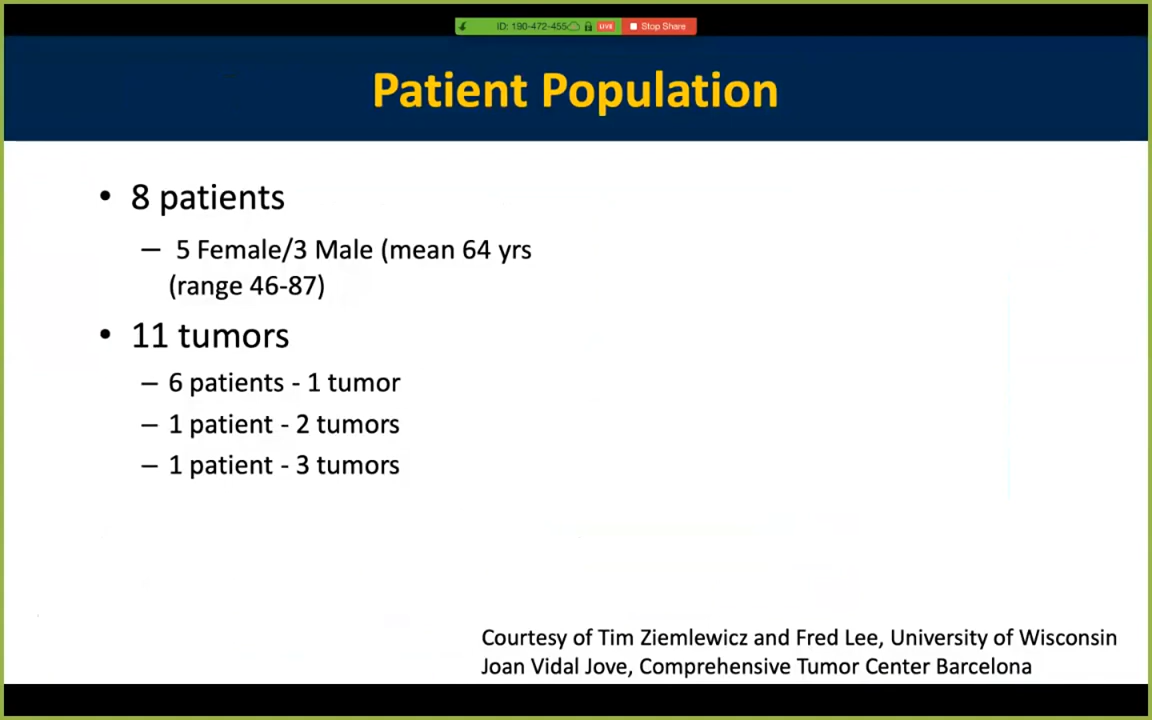 ID: 190-472-455 LIVE Stop Share
Patient Population
• 8 patients
– 5 Female/3 Male (mean 64 yrs
(range 46-87)
• 11 tumors
– 6 patients - 1 tumor
– 1 patient - 2 tumors
– 1 patient - 3 tumors
Courtesy of Tim Ziemlewicz and Fred Lee, University of Wisconsin
Joan Vidal Jove, Comprehensive Tumor Center Barcelona